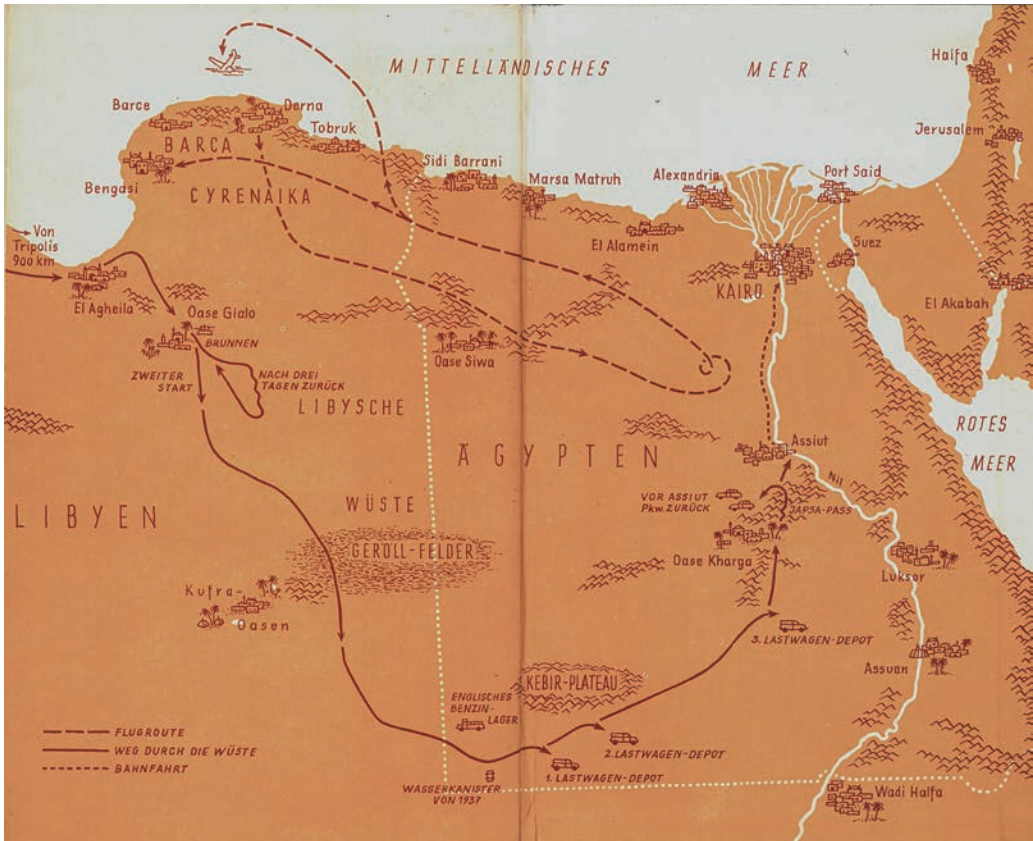 MITTELLÄNDISCHES MEER
Haifa
Jerusalem
Barce
Derna
Tobruk
BARCA
Bengasi
CYRENAIKA
Sidi Barrani
Marsa Matruh
Alexandria
Port Said
El Alamein
Suez
KAIRO
El Akabah
Von
Tripolis
900 km
El Agheila
Oase Gialo
BRUNNEN
ZWEITER
START
NACH DREI
TAGEN ZURÜCK
Oase Siwa
LIBYSCHE
WÜSTE
ROTES
MEER
ÄGYPTEN
Assiut
Nil
VOR ASSIUT
Pkw. ZURÜCK
JAPSA-PASS
LIBYEN
GERÖLL-FELDER
Oase Kharga
Luksor
Kufra-
Oasen
3. LASTWAGEN-DEPOT
Assuan
KEBIR-PLATEAU
ENGLISCHES
BENZIN-
LAGER
2. LASTWAGEN-DEPOT
1. LASTWAGEN-DEPOT
WASSERKANISTER
VON 1937
Wadi Halfa
FLUGROUTE
WEG DURCH DIE WÜSTE
BAHNFAHRT